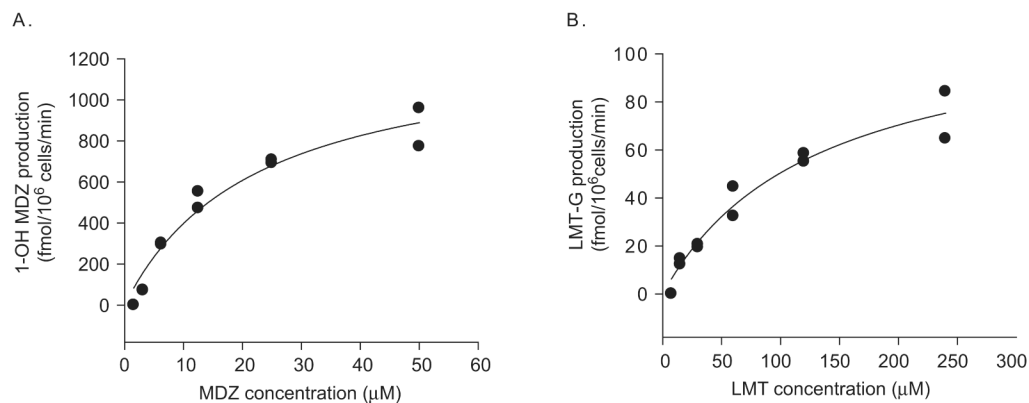 A.
1-OH MDZ production
(fmol/10⁶ cells/min)
1200
1000
800
600
400
200
0
0 10 20 30 40 50 60
MDZ concentration (μM)
B.
LMT-G production
(fmol/10⁶cells/min)
100
80
60
40
20
0
0 50 100 150 200 250 300
LMT concentration (μM)